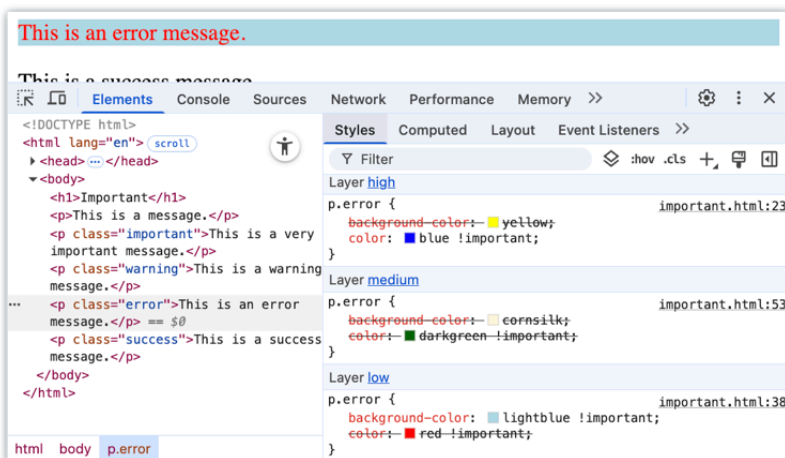 This is an error message.
This is a success message.
Elements Console Sources Network Performance Memory
<!DOCTYPE html>
<html lang="en"> scroll
<head> ••• </head>
<body>
<h1>Important</h1>
<p>This is a message.</p>
<p class="important">This is a very
important message.</p>
<p class="warning">This is a warning
message.</p>
••• <p class="error">This is an error
message.</p> == $0
<p class="success">This is a success
message.</p>
</body>
</html>
html body p.error
Styles Computed Layout Event Listeners
Filter :hov .cls
Layer high
p.error { important.html:23
background-color: yellow;
color: blue !important;
}
Layer medium
p.error { important.html:53
background-color: cornsilk;
color: darkgreen !important;
}
Layer low
p.error { important.html:38
background-color: lightblue !important;
color: red !important;
}